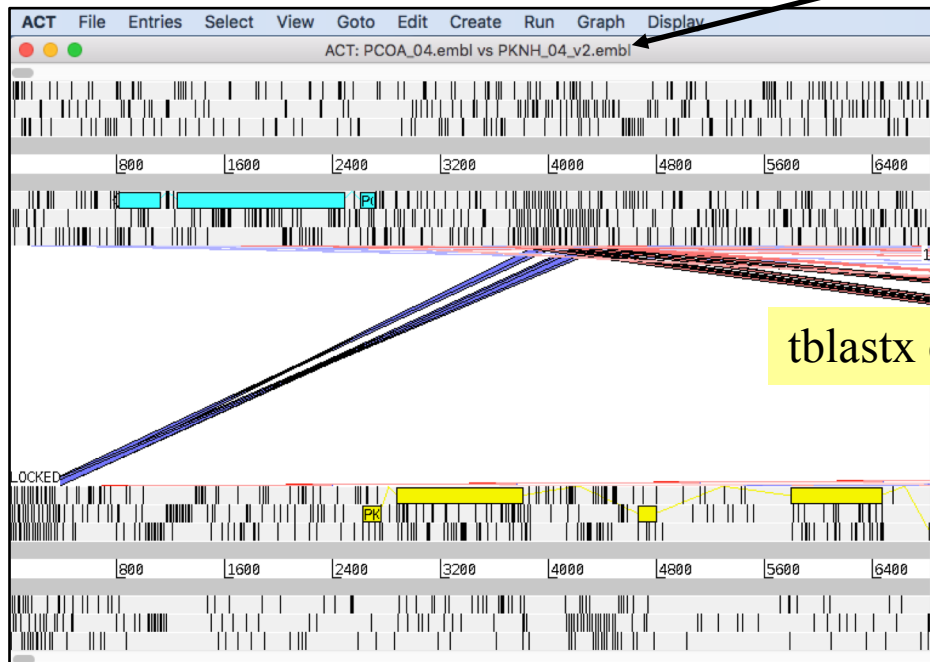 ACT File Entries Select View Goto Edit Create Run Graph Display
ACT: PCOA_04.embl vs PKNH_04_v2.embl
800 1600 2400 3200 4000 4800 5600 6400
tblastx
LOCKED
PK
800 1600 2400 3200 4000 4800 5600 6400